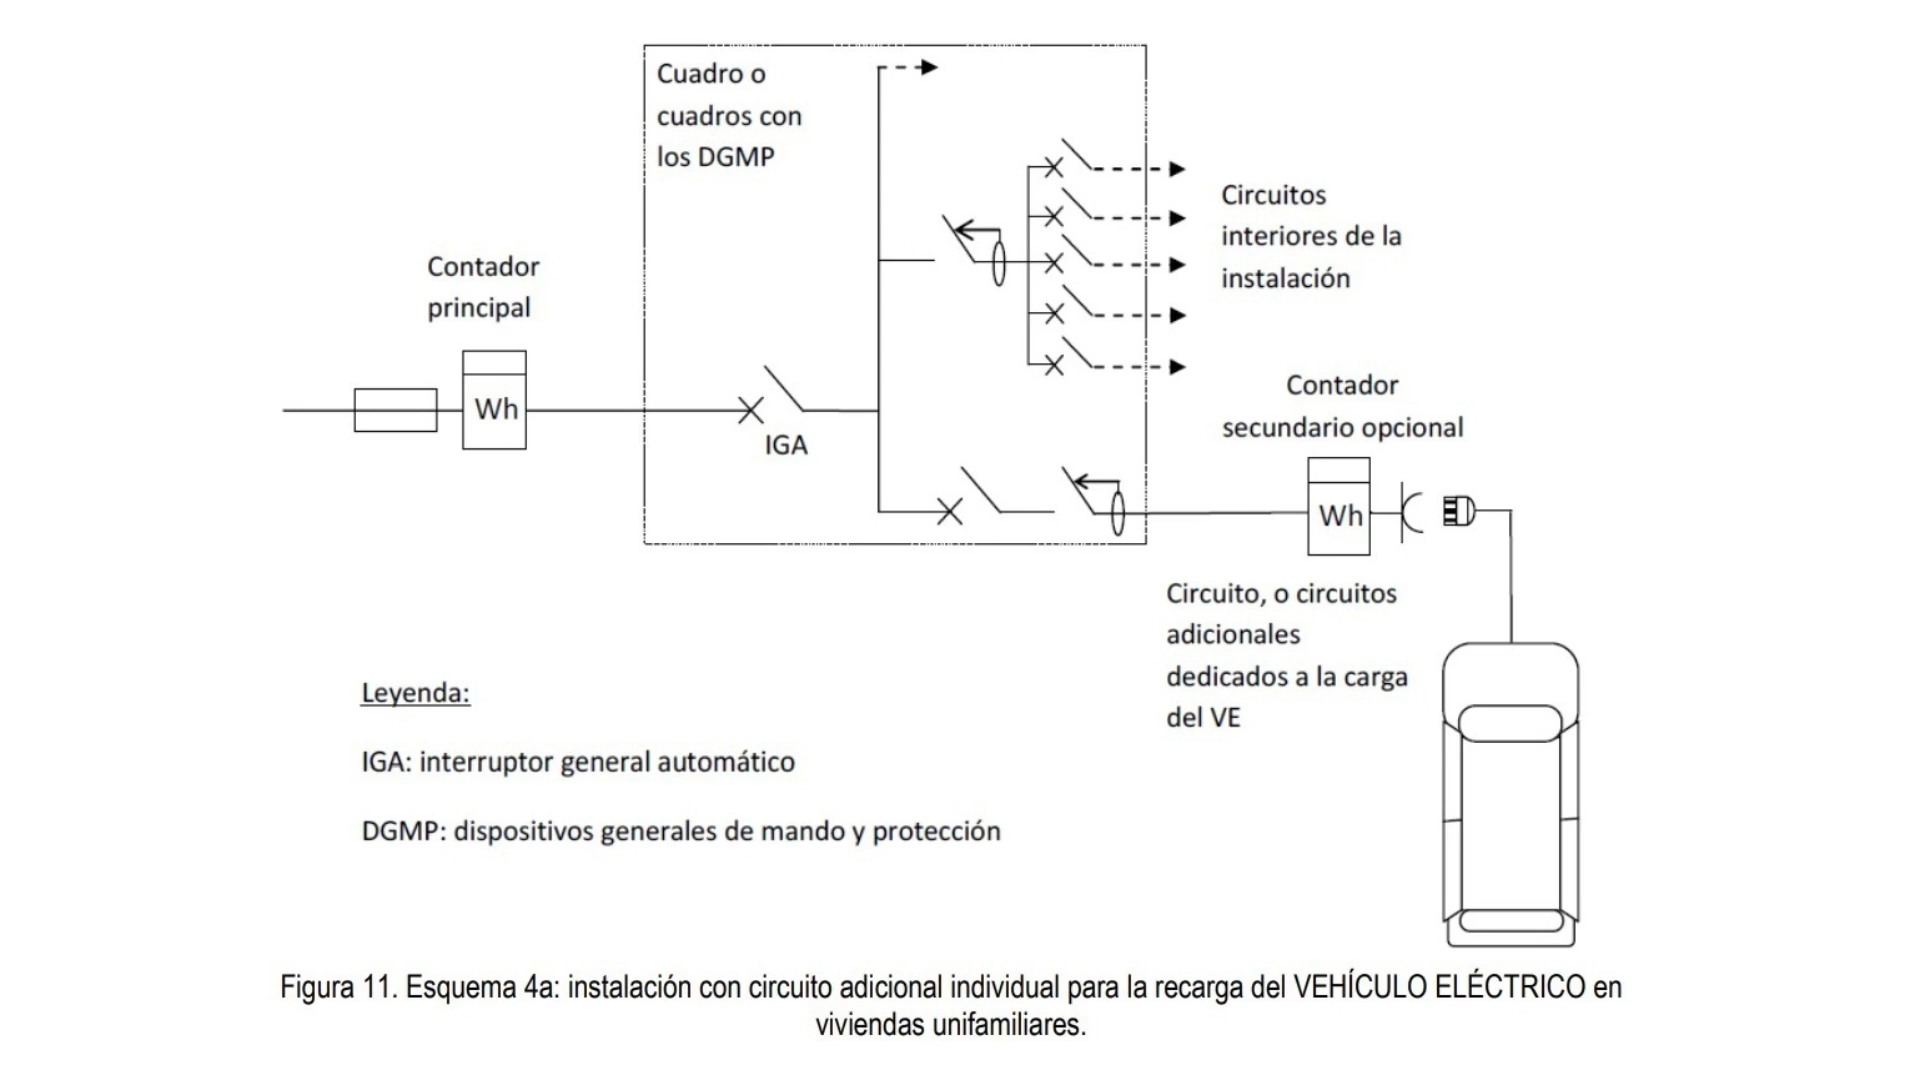 Cuadro o
cuadros con
los DGMP
Circuitos
interiores de la
instalación
Contador
principal
Wh
IGA
Contador
secundario opcional
Wh
Circuito, o circuitos
adicionales
dedicados a la carga
del VE
Leyenda:
IGA: interruptor general automático
DGMP: dispositivos generales de mando y protección
Figura 11. Esquema 4a: instalación con circuito adicional individual para la recarga del VEHÍCULO ELÉCTRICO en
viviendas unifamiliares.